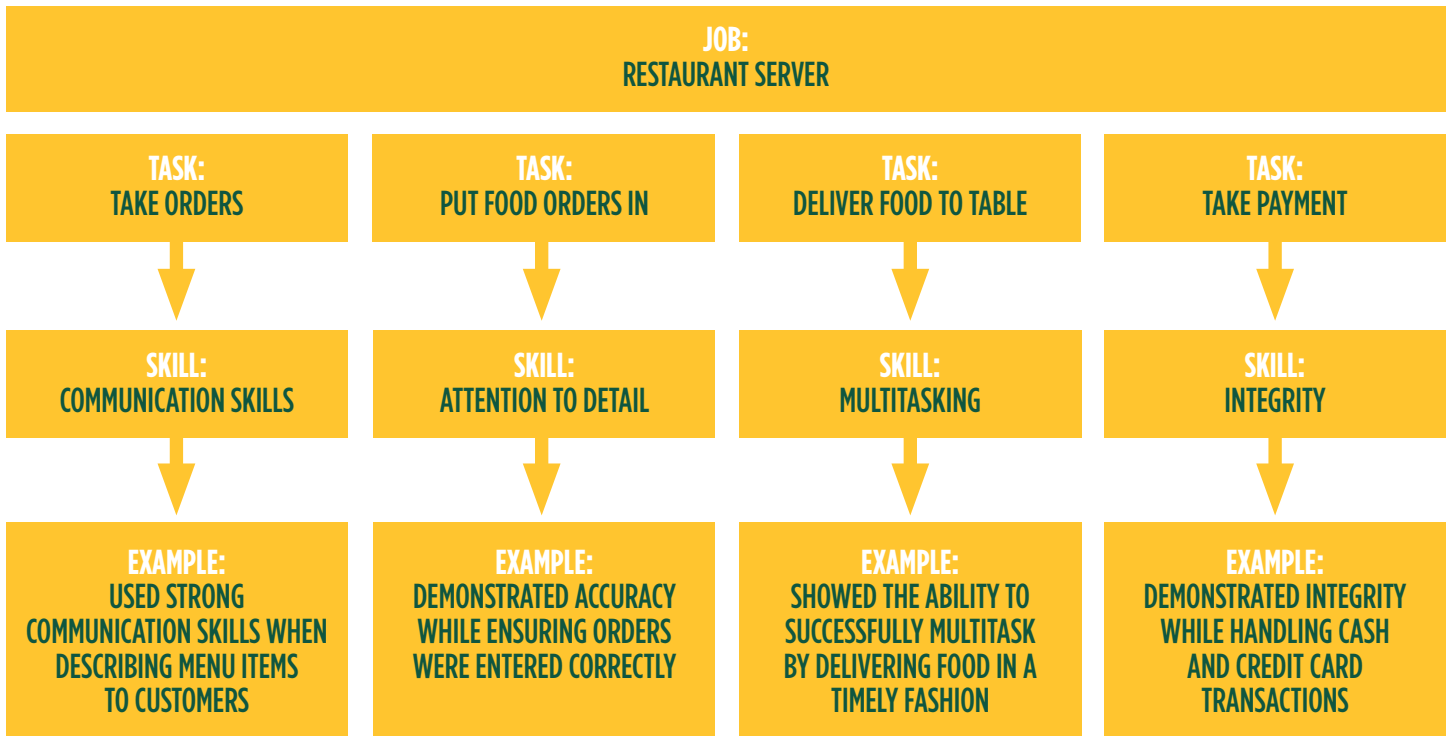 JOB:
RESTAURANT SERVER
TASK:
TAKE ORDERS
TASK:
PUT FOOD ORDERS IN
TASK:
DELIVER FOOD TO TABLE
TASK:
TAKE PAYMENT
SKILL:
COMMUNICATION SKILLS
SKILL:
ATTENTION TO DETAIL
SKILL:
MULTITASKING
SKILL:
INTEGRITY
EXAMPLE:
USED STRONG
COMMUNICATION SKILLS WHEN
DESCRIBING MENU ITEMS
TO CUSTOMERS
EXAMPLE:
DEMONSTRATED ACCURACY
WHILE ENSURING ORDERS
WERE ENTERED CORRECTLY
EXAMPLE:
SHOWED THE ABILITY TO
SUCCESSFULLY MULTITASK
BY DELIVERING FOOD IN A
TIMELY FASHION
EXAMPLE:
DEMONSTRATED INTEGRITY
WHILE HANDLING CASH
AND CREDIT CARD
TRANSACTIONS